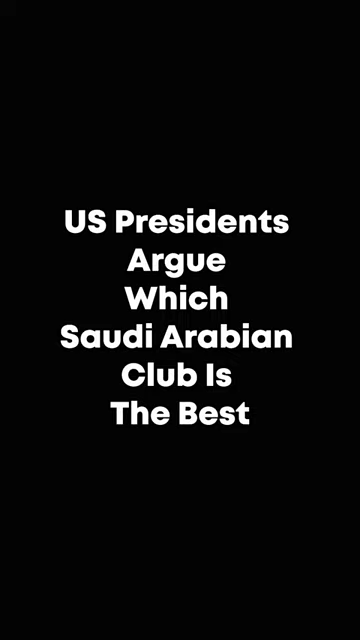 US Presidents
Argue
Which
Saudi Arabian
Club Is
The Best